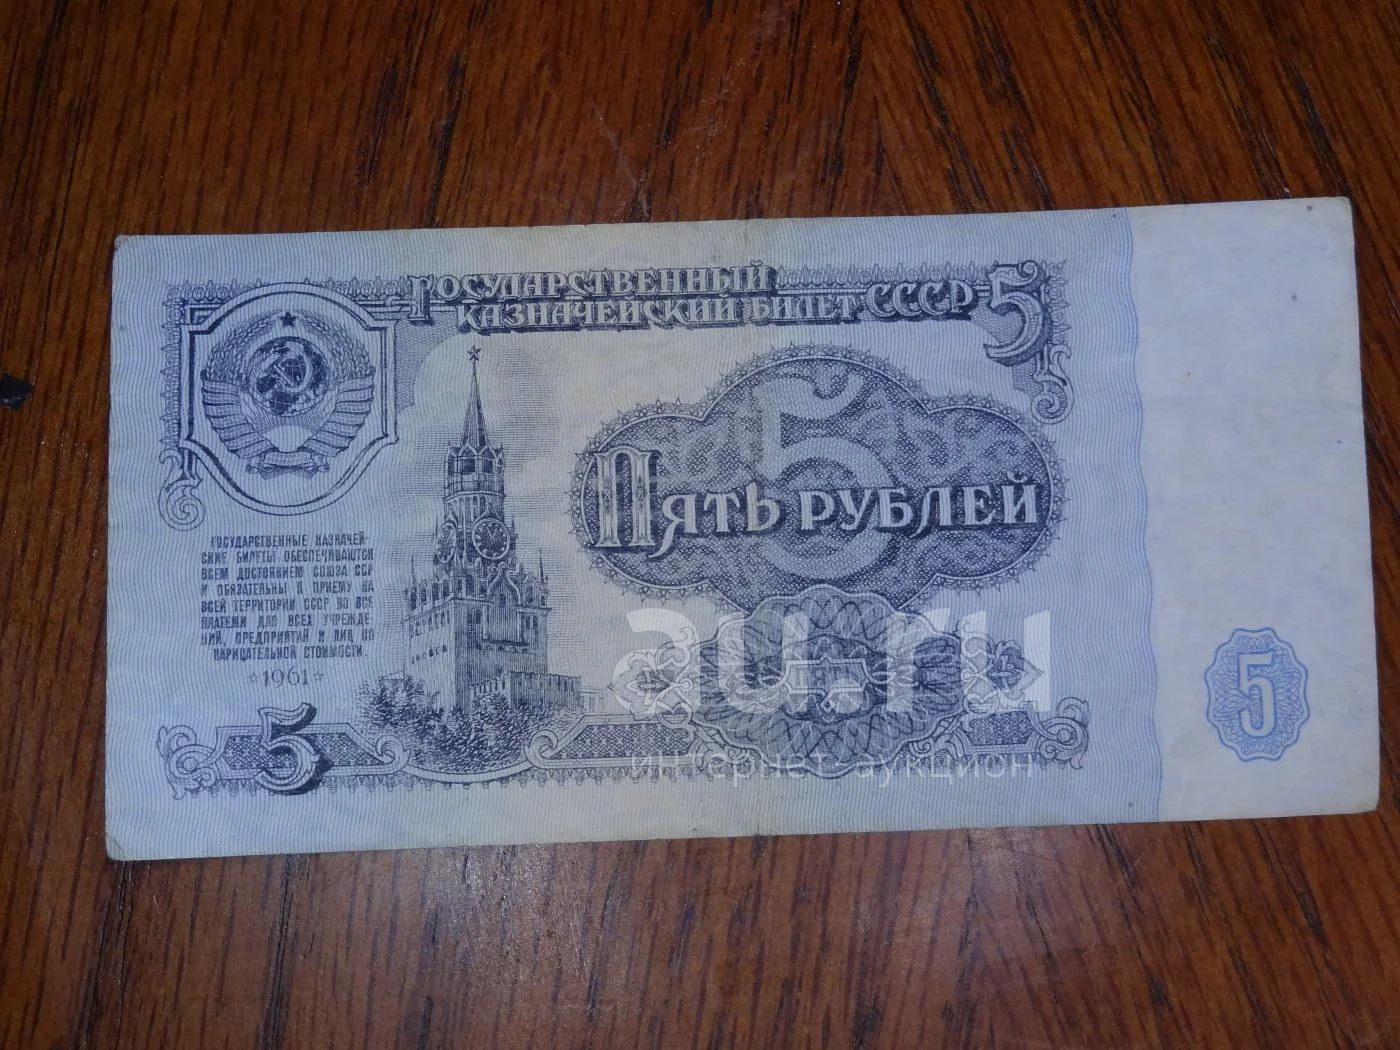 Государственный
казначейский билет СССР 5
Пять рублей
5
Государственные казначей-
ские билеты обеспечиваются
всем достоянием Союза ССР
и обязательны к приему на
всей территории СССР во все
платежи для всех учрежде-
ний, предприятий и лиц по
нарицательной стоимости.
1961
5
5
au.ru
интернет-аукцион